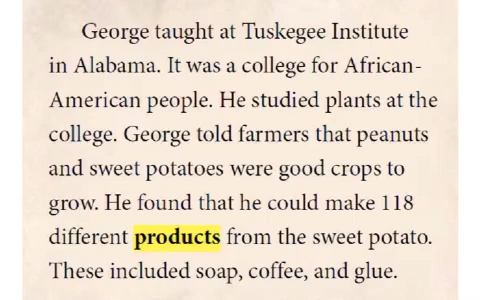 George taught at Tuskegee Institute
in Alabama. It was a college for African-
American people. He studied plants at the
college. George told farmers that peanuts
and sweet potatoes were good crops to
grow. He found that he could make 118
different products from the sweet potato.
These included soap, coffee, and glue.